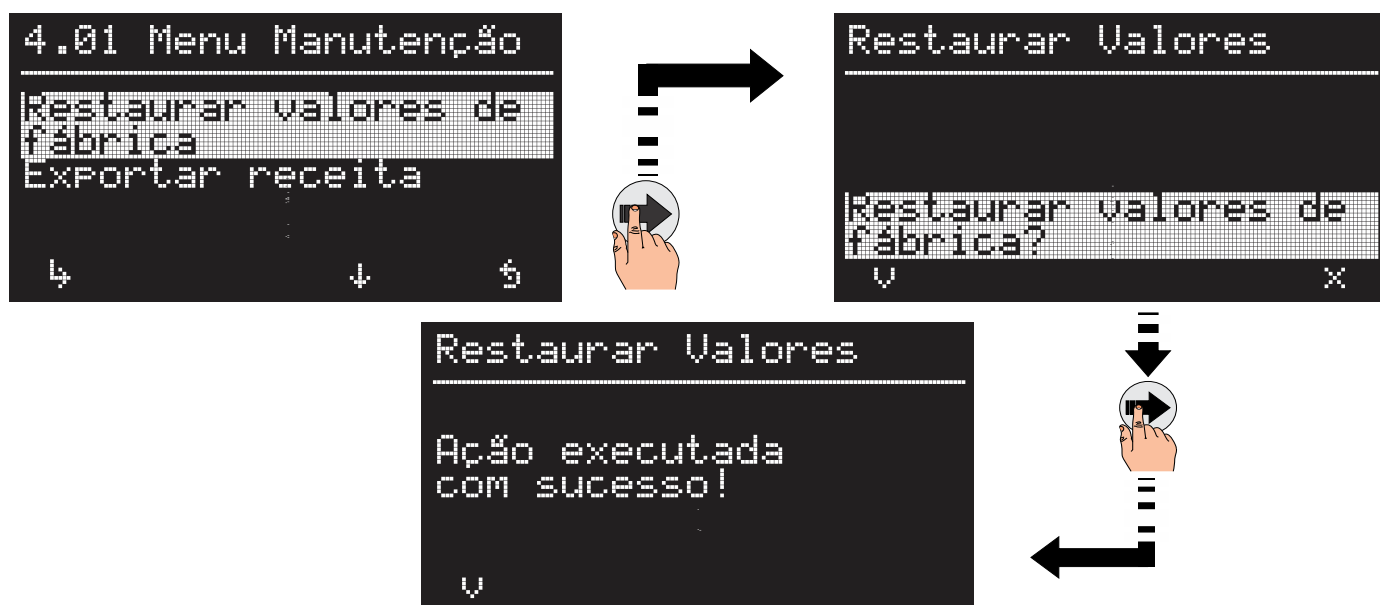 4.01 Menu Manutenção
Restaurar valores de
fábrica
Exportar receita
Restaurar Valores
Restaurar valores de
fábrica?
V X
Restaurar Valores
Ação executada
com sucesso!
V